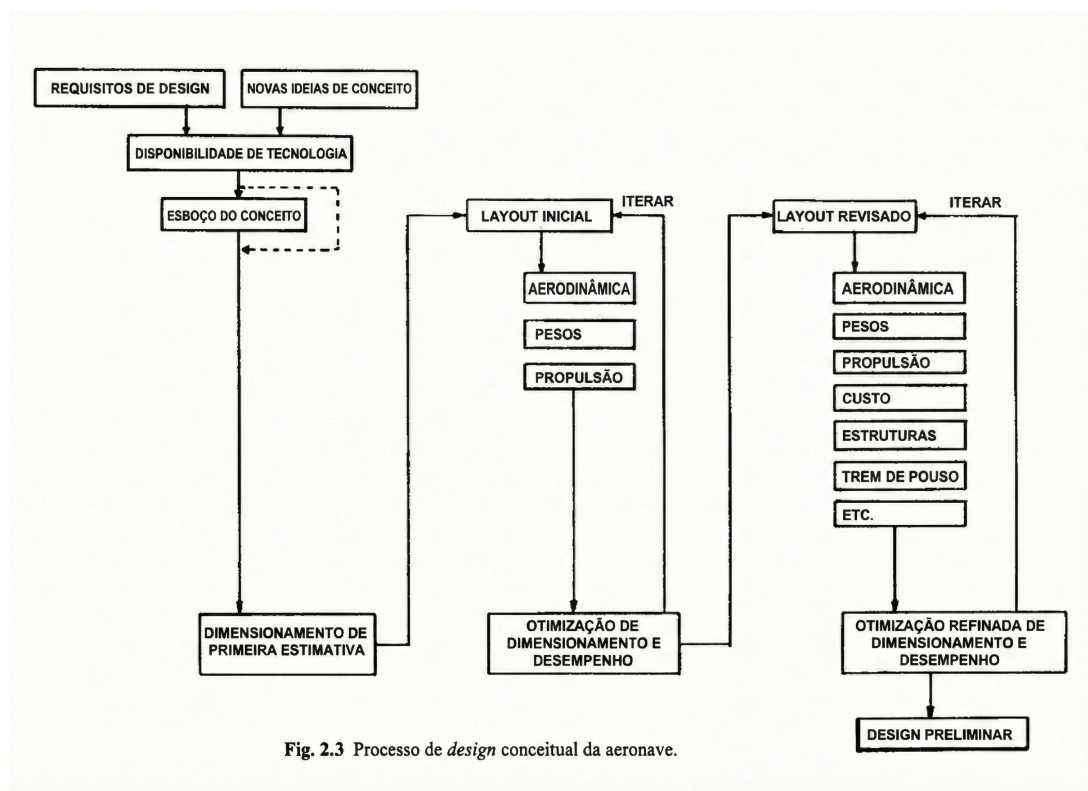 REQUISITOS DE DESIGN
NOVAS IDEIAS DE CONCEITO
DISPONIBILIDADE DE TECNOLOGIA
ESBOÇO DO CONCEITO
DIMENSIONAMENTO DE
PRIMEIRA ESTIMATIVA
LAYOUT INICIAL
ITERAR
AERODINÂMICA
PESOS
PROPULSÃO
OTIMIZAÇÃO DE
DIMENSIONAMENTO E
DESEMPENHO
LAYOUT REVISADO
ITERAR
AERODINÂMICA
PESOS
PROPULSÃO
CUSTO
ESTRUTURAS
TREM DE POUSO
ETC.
OTIMIZAÇÃO REFINADA DE
DIMENSIONAMENTO E
DESEMPENHO
DESIGN PRELIMINAR
Fig. 2.3 Processo de design conceitual da aeronave.